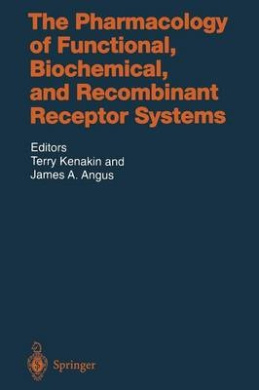 The Pharmacology
of Functional,
Biochemical,
and Recombinant
Receptor Systems
Editors
Terry Kenakin and
James A. Angus
Springer